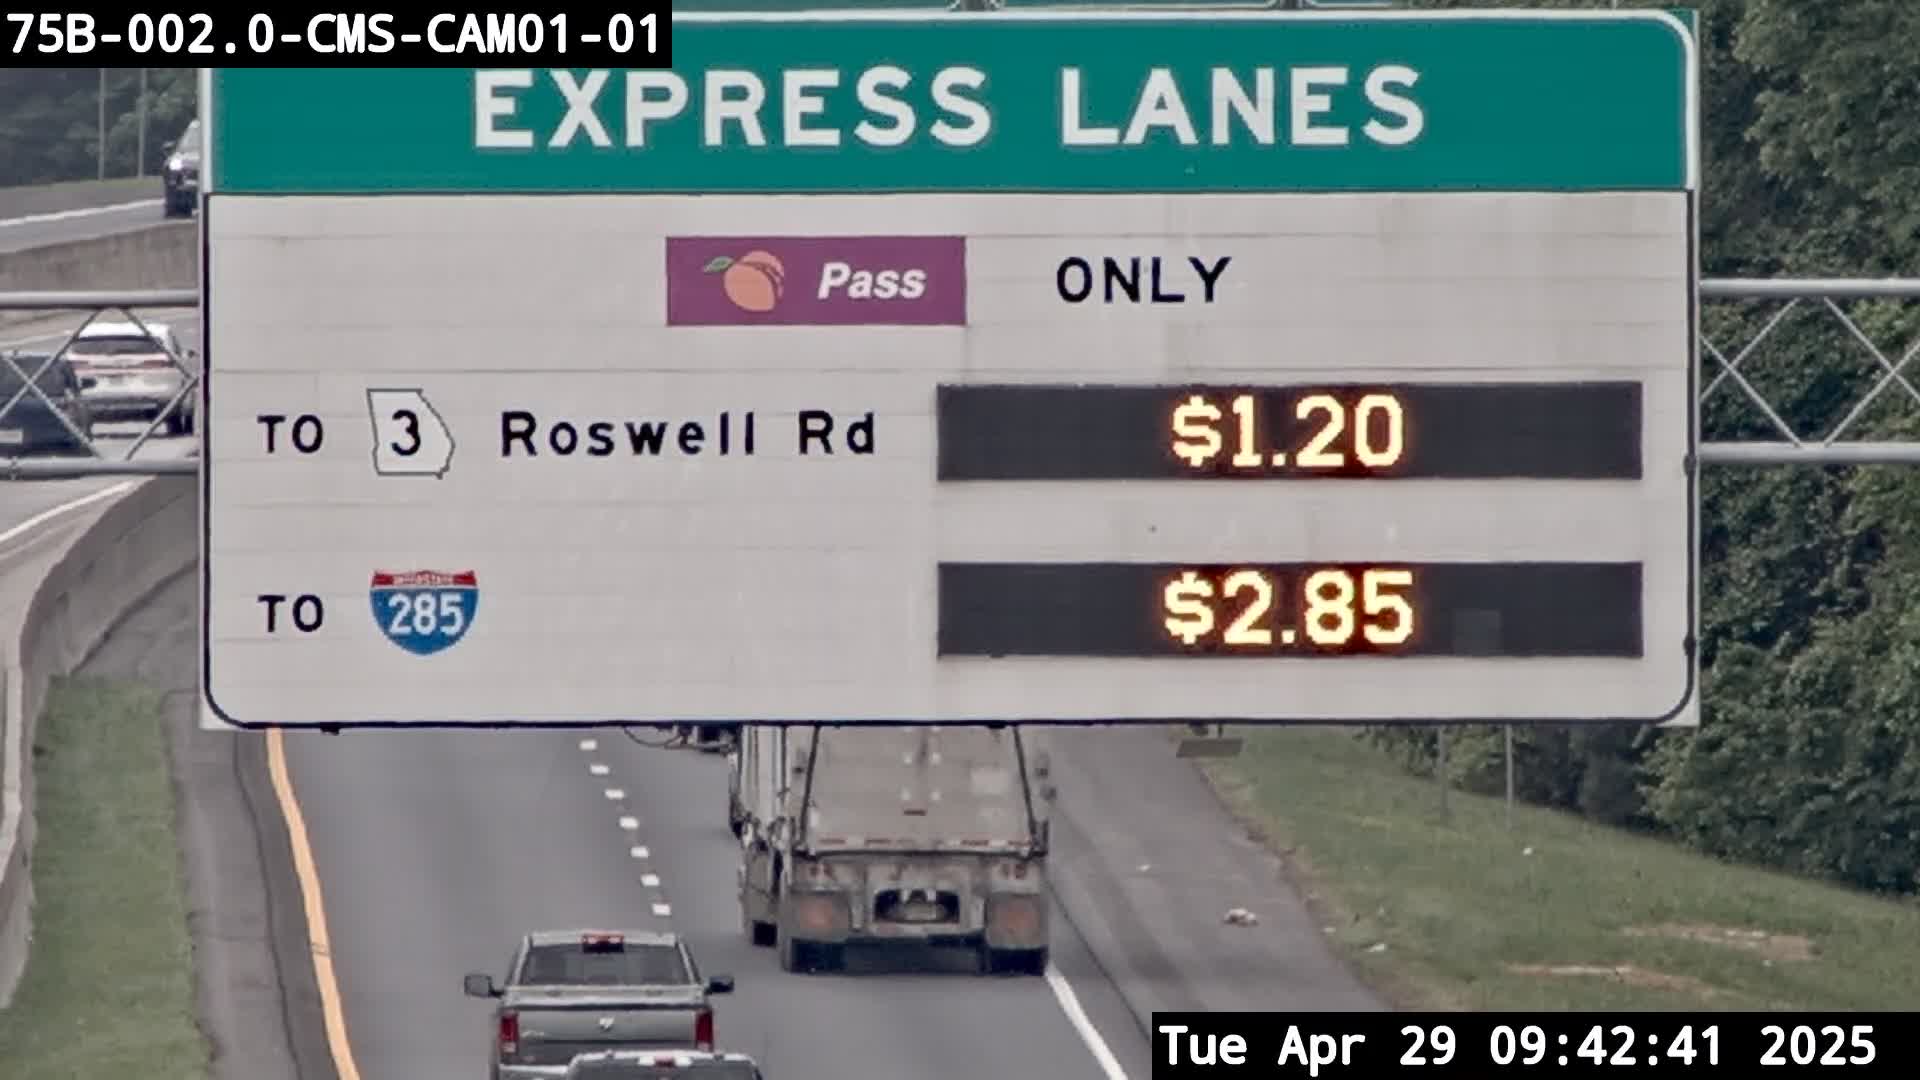 75B-002.0-CMS-CAM01-01
EXPRESS LANES
Pass ONLY
TO 3 Roswell Rd $1.20
TO INTERSTATE 285 $2.85
Tue Apr 29 09:42:41 2025